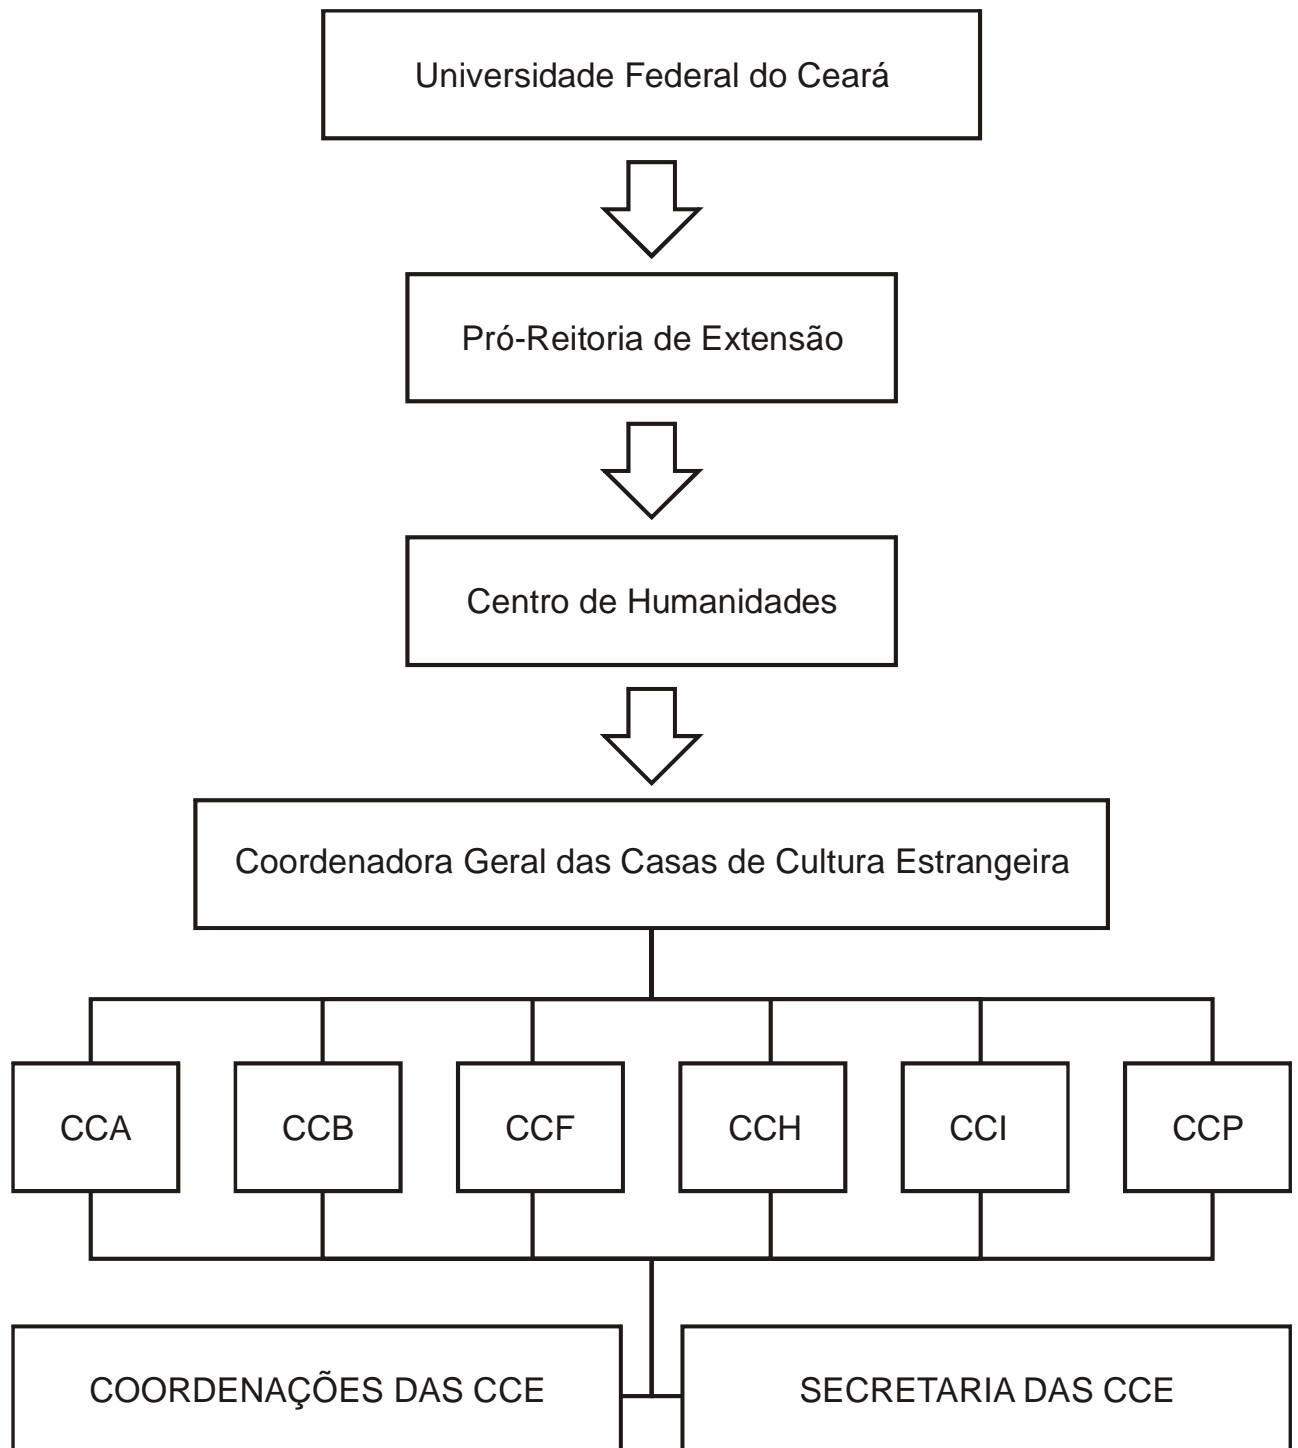 Universidade Federal do Ceará
Pró-Reitoria de Extensão
Centro de Humanidades
Coordenadora Geral das Casas de Cultura Estrangeira
CCA
CCB
CCF
CCH
CCI
CCP
COORDENAÇÕES DAS CCE
SECRETARIA DAS CCE